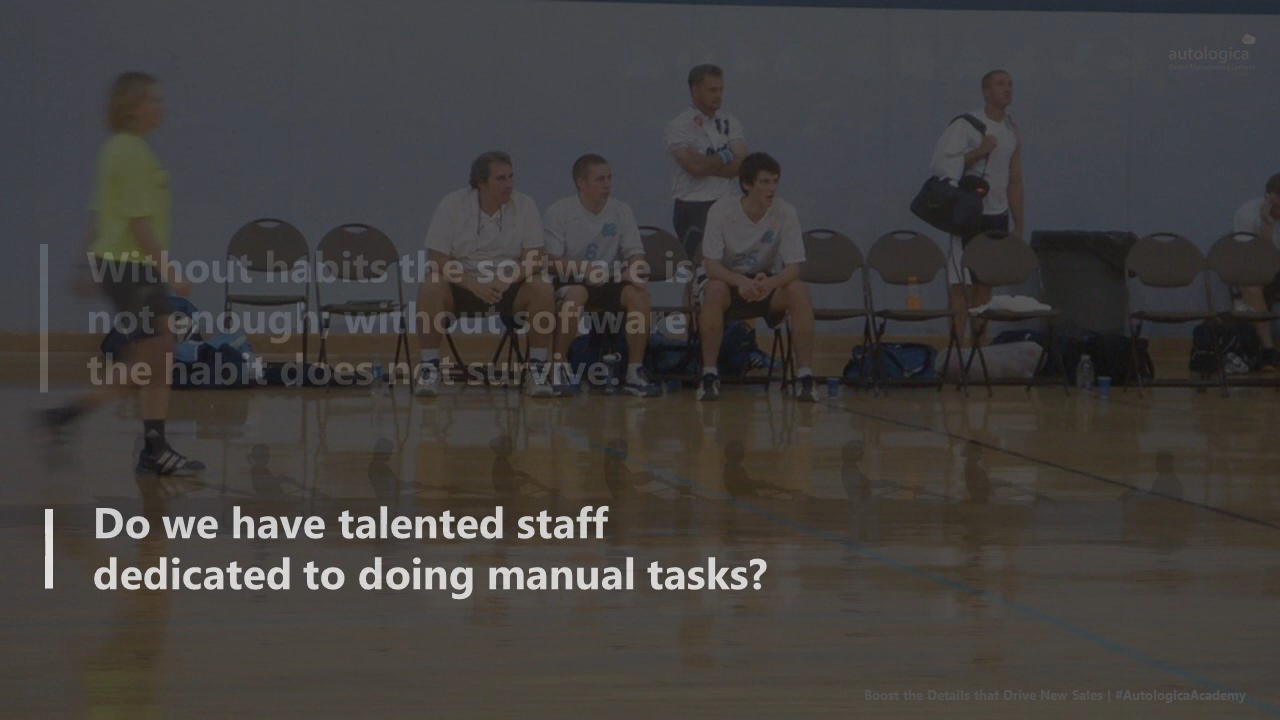 autologica
Without habits the software is
not enough, without software
the habit does not survive.
Do we have talented staff
dedicated to doing manual tasks?
Boost the Details that Drive New Sales | #AutologicaAcademy